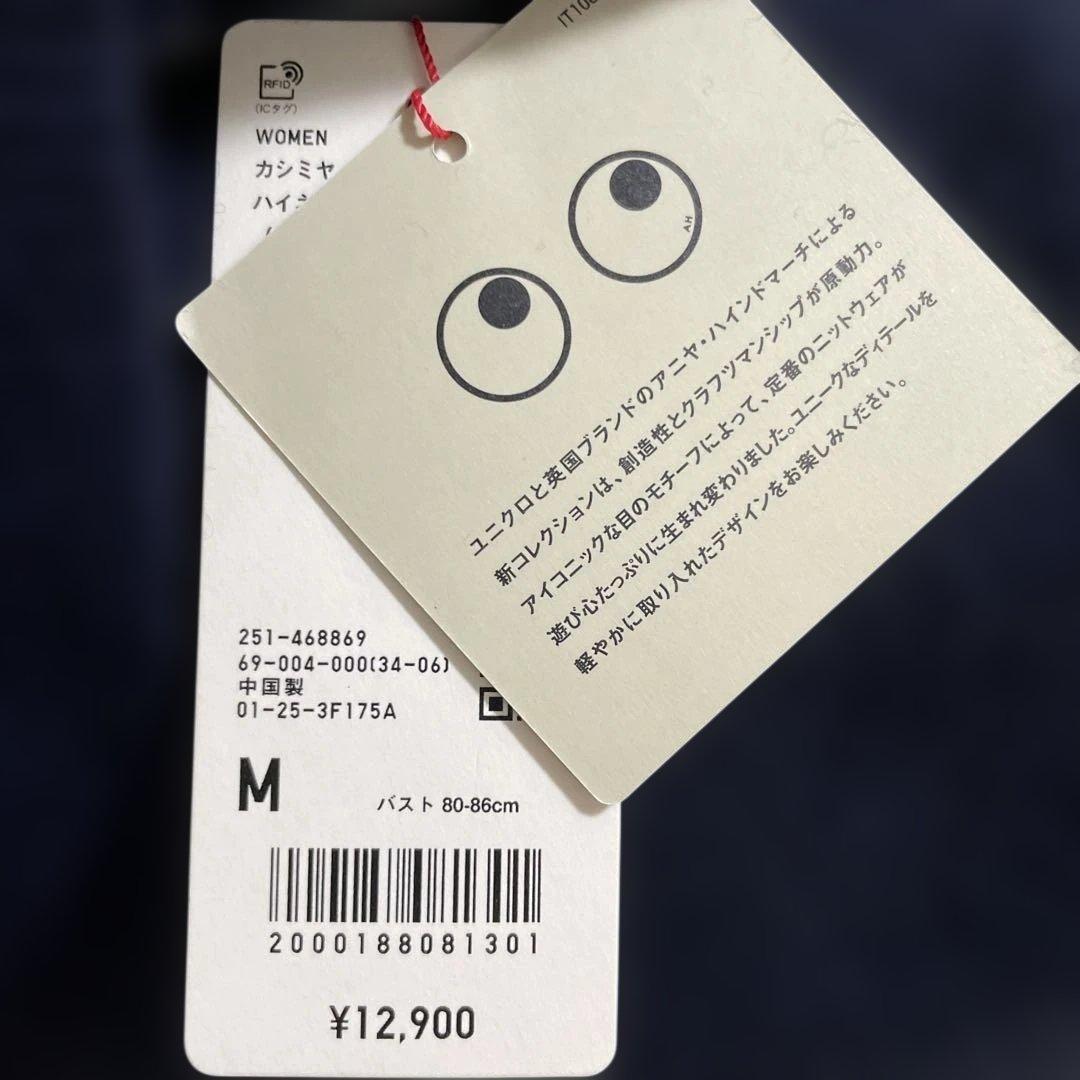 RFID
(ICタグ)
WOMEN
カシミヤ
ハイネ
251-468869
69-004-000(34-06)
中国製
01-25-3F175A
M
バスト 80-86cm
2000188081301
¥12,900
AH
ユニクロと英国ブランドのアニヤ・ハインドマーチによる
新コレクションは、創造性とクラフツマンシップが原動力。
アイコニックな目のモチーフによって、定番のニットウェアが
遊び心たっぷりに生まれ変わりました。ユニークなディテールを
軽やかに取り入れたデザインをお楽しみください。